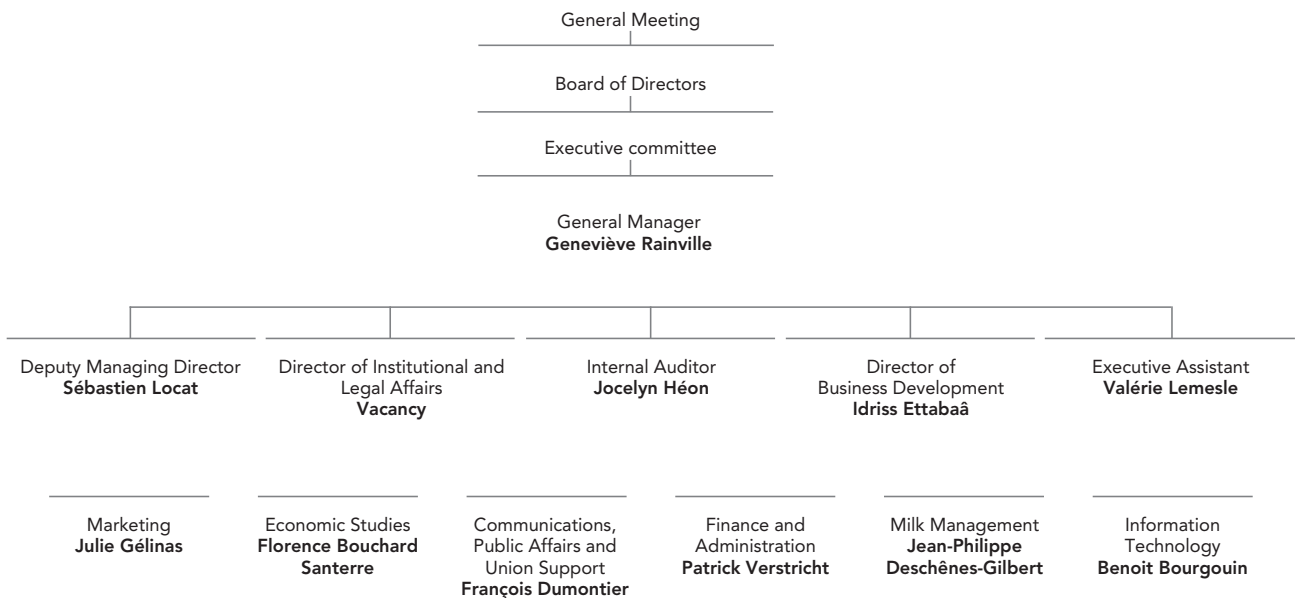 General Meeting
Board of Directors
Executive committee
General Manager
Geneviève Rainville
Deputy Managing Director
Sébastien Locat
Director of Institutional and
Legal Affairs
Vacancy
Internal Auditor
Jocelyn Héon
Director of
Business Development
Idriss Ettabaâ
Executive Assistant
Valérie Lemesle
Marketing
Julie Gélinas
Economic Studies
Florence Bouchard
Santerre
Communications,
Public Affairs and
Union Support
François Dumontier
Finance and
Administration
Patrick Verstricht
Milk Management
Jean-Philippe
Deschênes-Gilbert
Information
Technology
Benoit Bourgouin